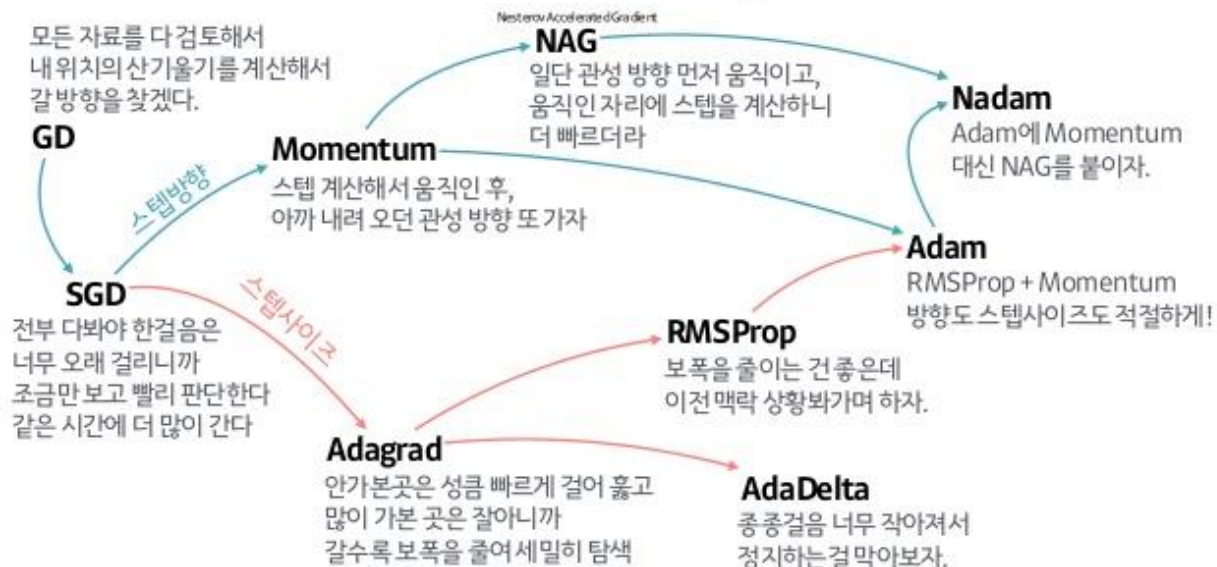 모든 자료를 다 검토해서
내 위치의 산기울기를 계산해서
갈 방향을 찾겠다.
GD
스텝방향
SGD
전부 다봐야 한걸음은
너무 오래 걸리니까
조금만 보고 빨리 판단한다
같은 시간에 더 많이 간다
Momentum
스텝 계산해서 움직인 후,
아까 내려 오던 관성 방향 또 가자
Nesterov Accelerated Gradient
NAG
일단 관성 방향 먼저 움직이고,
움직인 자리에 스텝을 계산하니
더 빠르더라
Nadam
Adam에 Momentum
대신 NAG를 붙이자.
Adam
RMSProp + Momentum
방향도 스텝사이즈도 적절하게!
스텝사이즈
RMSProp
보폭을 줄이는 건 좋은데
이전 맥락 상황봐가며 하자.
Adagrad
안가본곳은 성큼 빠르게 걸어 훓고
많이 가본 곳은 잘아니까
갈수록 보폭을 줄여 세밀히 탐색
AdaDelta
종종걸음 너무 작아져서
정지하는걸 막아보자.